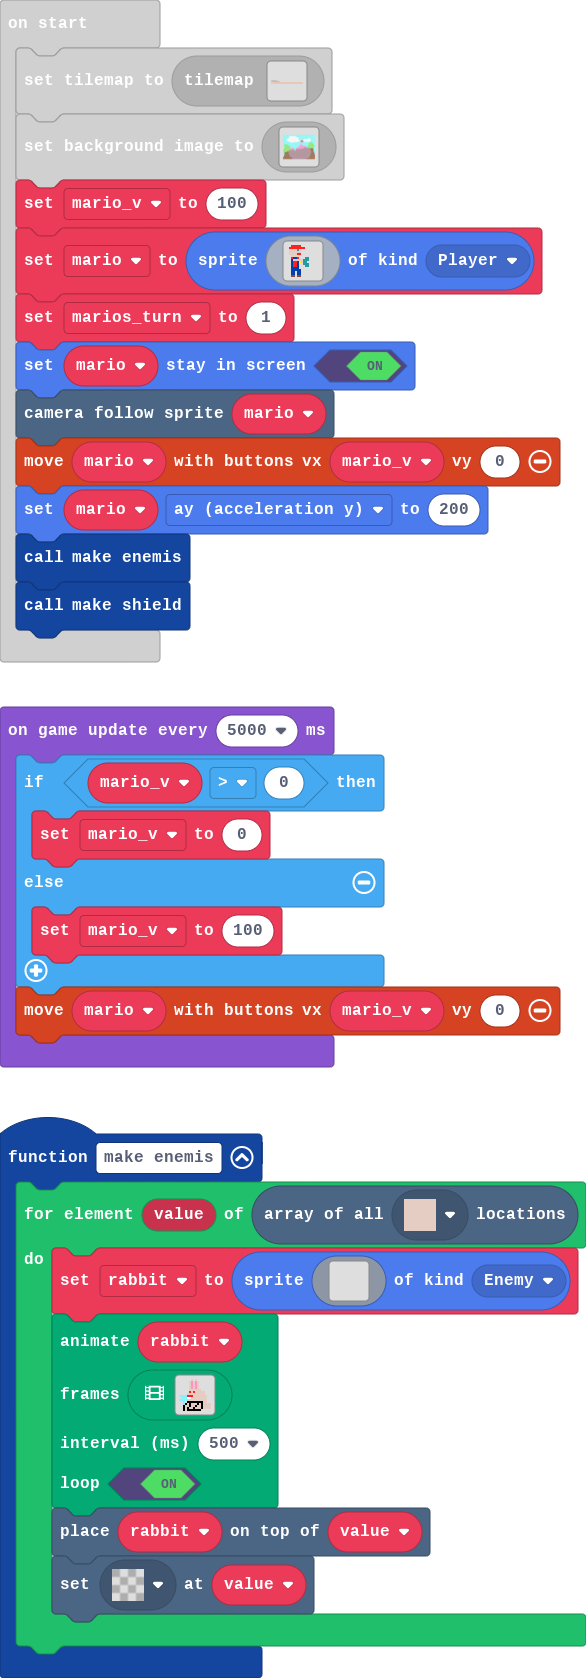 on start
set tilemap to tilemap
set background image to
set mario_v to 100
set mario to sprite of kind Player
set marios_turn to 1
set mario stay in screen ON
camera follow sprite mario
move mario with buttons vx mario_v vy 0
set mario ay (acceleration y) to 200
call make enemis
call make shield
on game update every 5000 ms
if mario_v > 0 then
set mario_v to 0
else
set mario_v to 100
move mario with buttons vx mario_v vy 0
function make enemis
for element value of array of all locations
do
set rabbit to sprite of kind Enemy
animate rabbit
frames
interval (ms) 500
loop ON
place rabbit on top of value
set at value